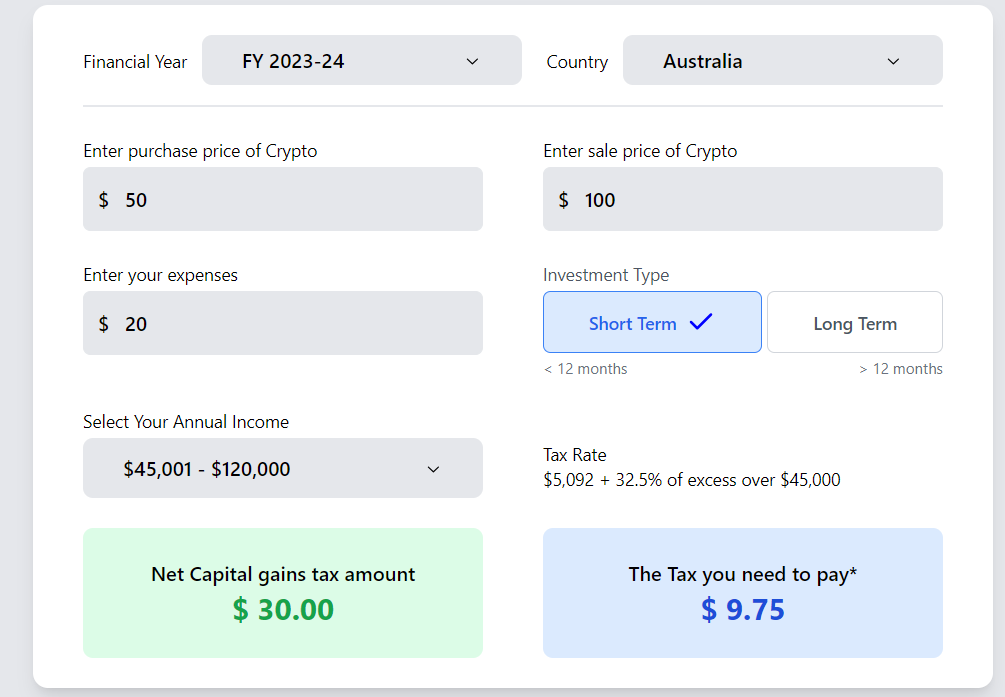 Financial Year FY 2023-24 Country Australia
Enter purchase price of Crypto Enter sale price of Crypto
$ 50 $ 100
Enter your expenses Investment Type
$ 20 Short Term Long Term
< 12 months > 12 months
Select Your Annual Income
$45,001 - $120,000
Tax Rate
$5,092 + 32.5% of excess over $45,000
Net Capital gains tax amount The Tax you need to pay*
$ 30.00 $ 9.75